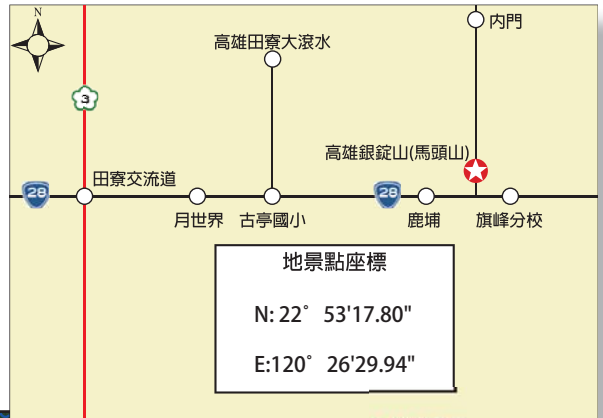 N
内門
高雄田寮大滾水
3
高雄銀錠山(馬頭山)
田寮交流道
28
28
月世界
古亭國小
鹿埔
旗峰分校
地景點座標
N: 22° 53'17.80"
E:120° 26'29.94"